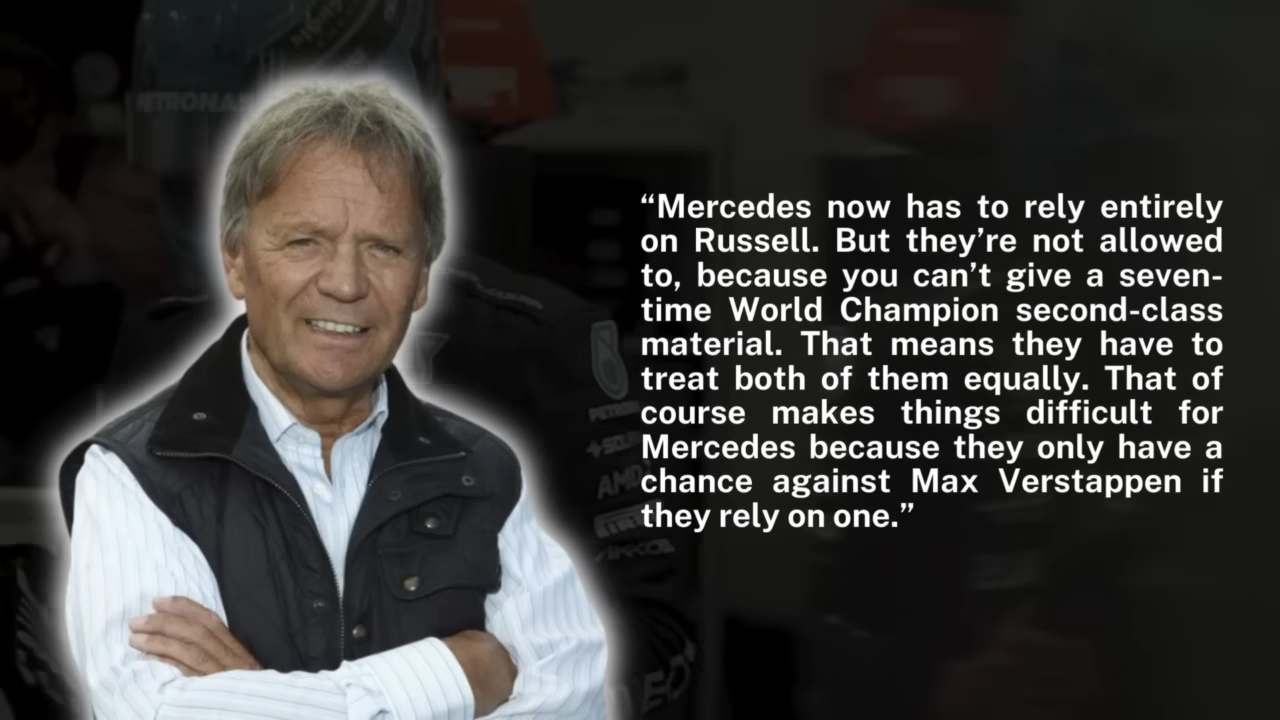 PETRONAS
“Mercedes now has to rely entirely
on Russell. But they’re not allowed
to, because you can’t give a seven-
time World Champion second-class
material. That means they have to
treat both of them equally. That of
course makes things difficult for
Mercedes because they only have a
chance against Max Verstappen if
they rely on one.”
AMD